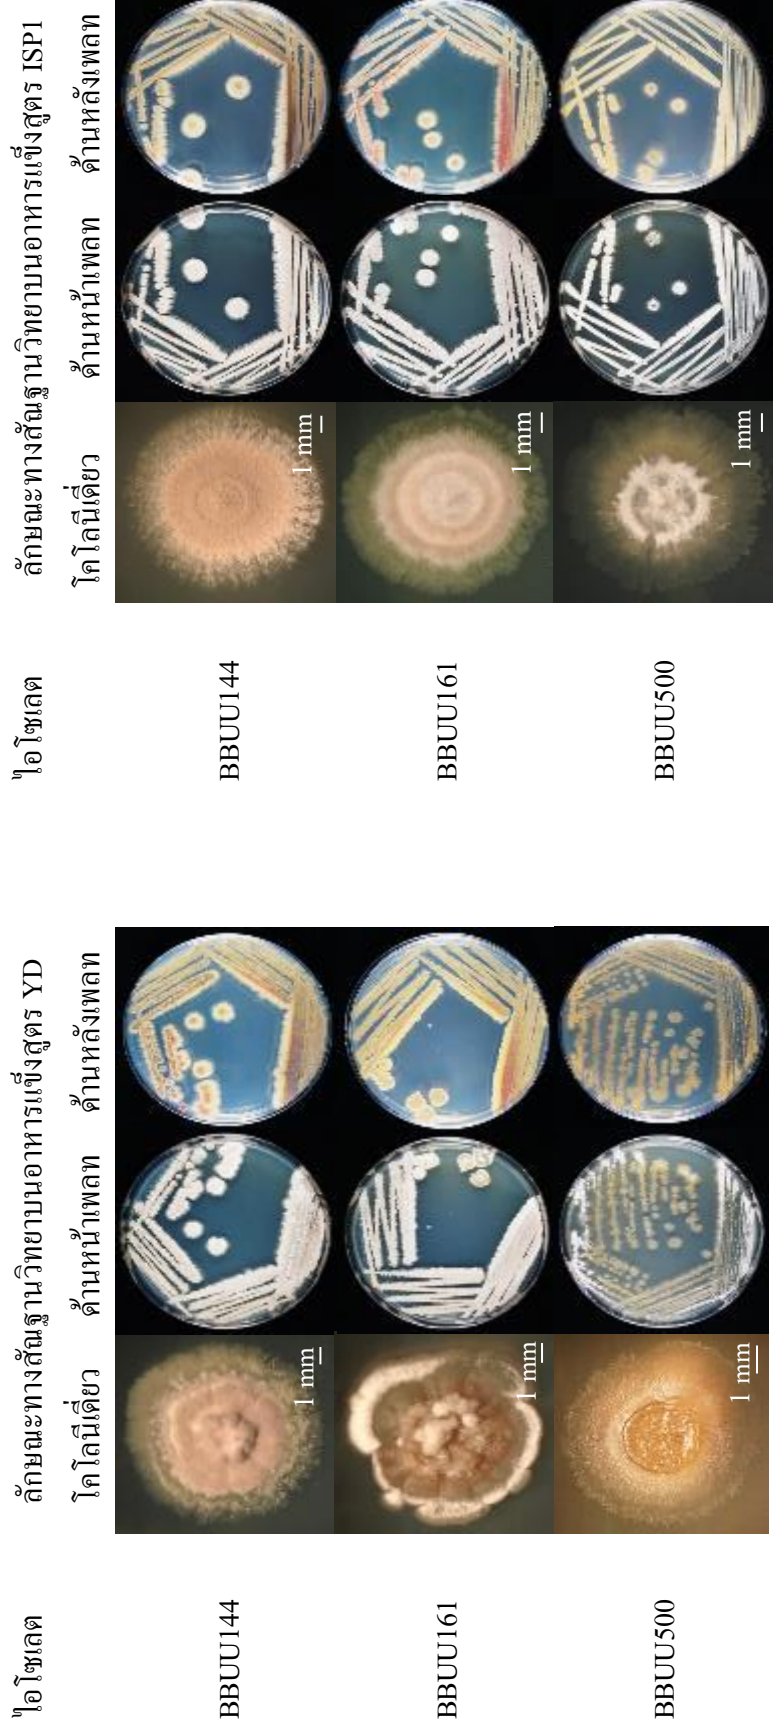 ไอโซเลต ลักษณะทางสัณฐานวิทยาบนอาหารแข็งสูตร YD ไอโซเลต ลักษณะทางสัณฐานวิทยาบนอาหารแข็งสูตร ISP1
โคโลนีเดี่ยว ด้านหน้าเพลท ด้านหลังเพลท โคโลนีเดี่ยว ด้านหน้าเพลท ด้านหลังเพลท
BBUU144 1 mm BBUU144 1 mm
BBUU161 1 mm BBUU161 1 mm
BBUU500 1 mm BBUU500 1 mm